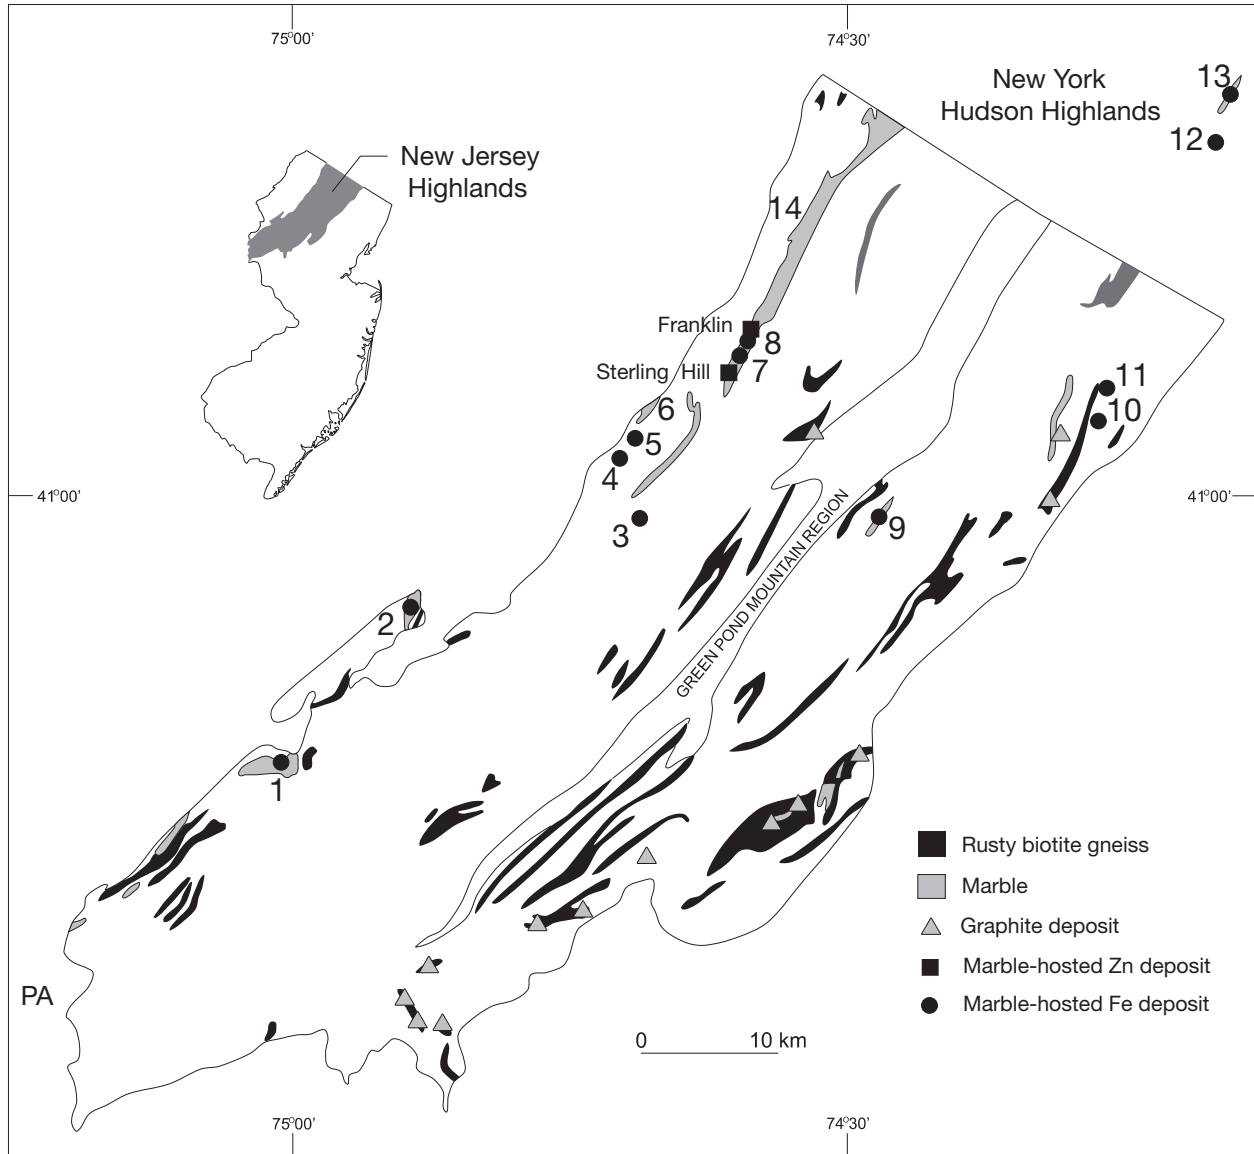 75°00'
74°30'
New York
Hudson Highlands
13
12
New Jersey
Highlands
14
Franklin
8
Sterling Hill
7
6
5
4
11
10
41°00'
41°00'
3
9
GREEN POND MOUNTAIN REGION
2
1
Rusty biotite gneiss
Marble
Graphite deposit
Marble-hosted Zn deposit
Marble-hosted Fe deposit
PA
0 10 km
75°00'
74°30'